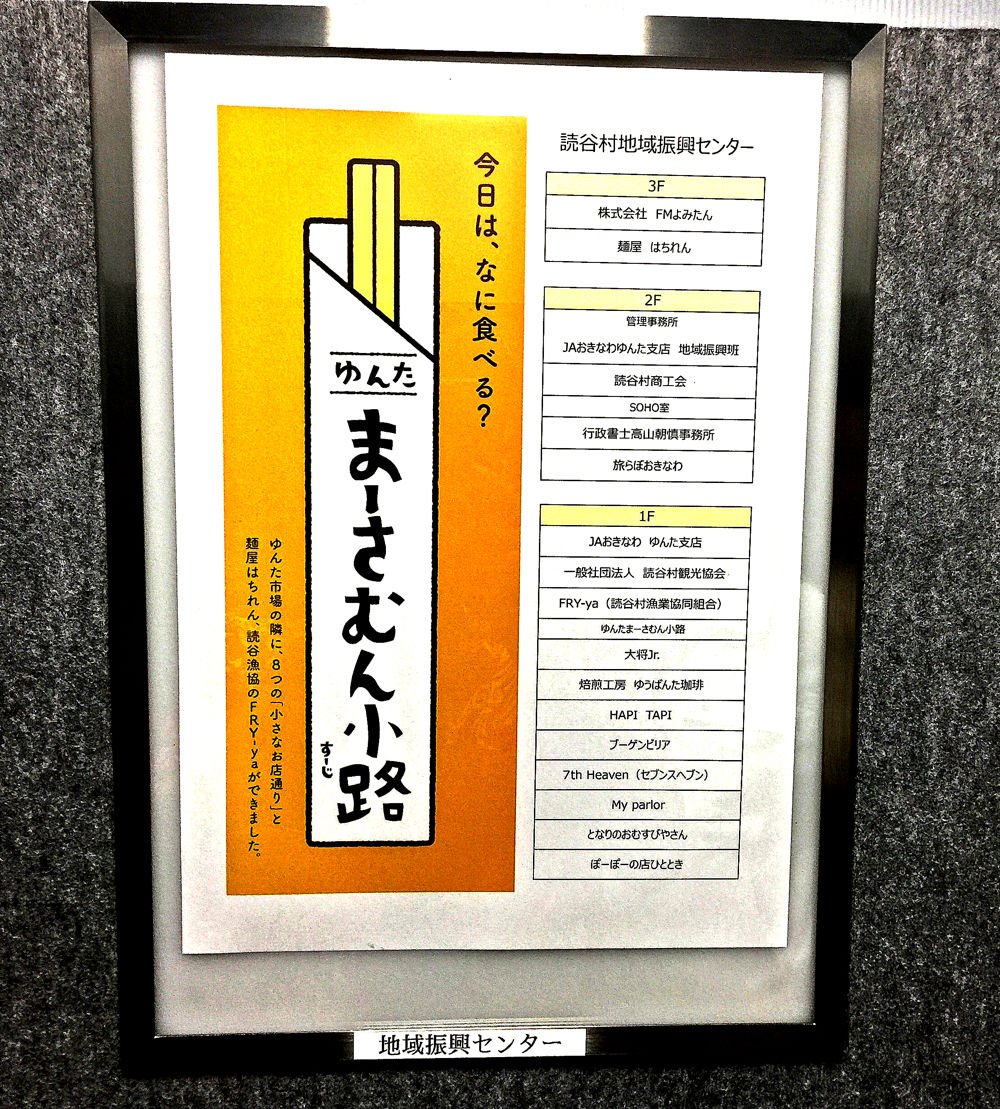 今日は、なに食べる?
ゆんた
まーさむん小路
すーじ
ゆんた市場の隣に、8つの「小さなお店通り」と
麺屋はちれん、読谷漁協のFRY-yaができました。
読谷村地域振興センター
3F
株式会社 FMよみたん
麺屋 はちれん
2F
管理事務所
JAおきなわゆんた支店 地域振興班
読谷村商工会
SOHO室
行政書士高山朝慎事務所
旅らぼおきなわ
1F
JAおきなわ ゆんた支店
一般社団法人 読谷村観光協会
FRY-ya(読谷村漁業協同組合)
ゆんたまーさむん小路
大将Jr.
焙煎工房 ゆうばんた珈琲
HAPI TAPI
ブーゲンビリア
7th Heaven(セブンスヘブン)
My parlor
となりのおむすびやさん
ぽーぽーの店ひととき
地域振興センター